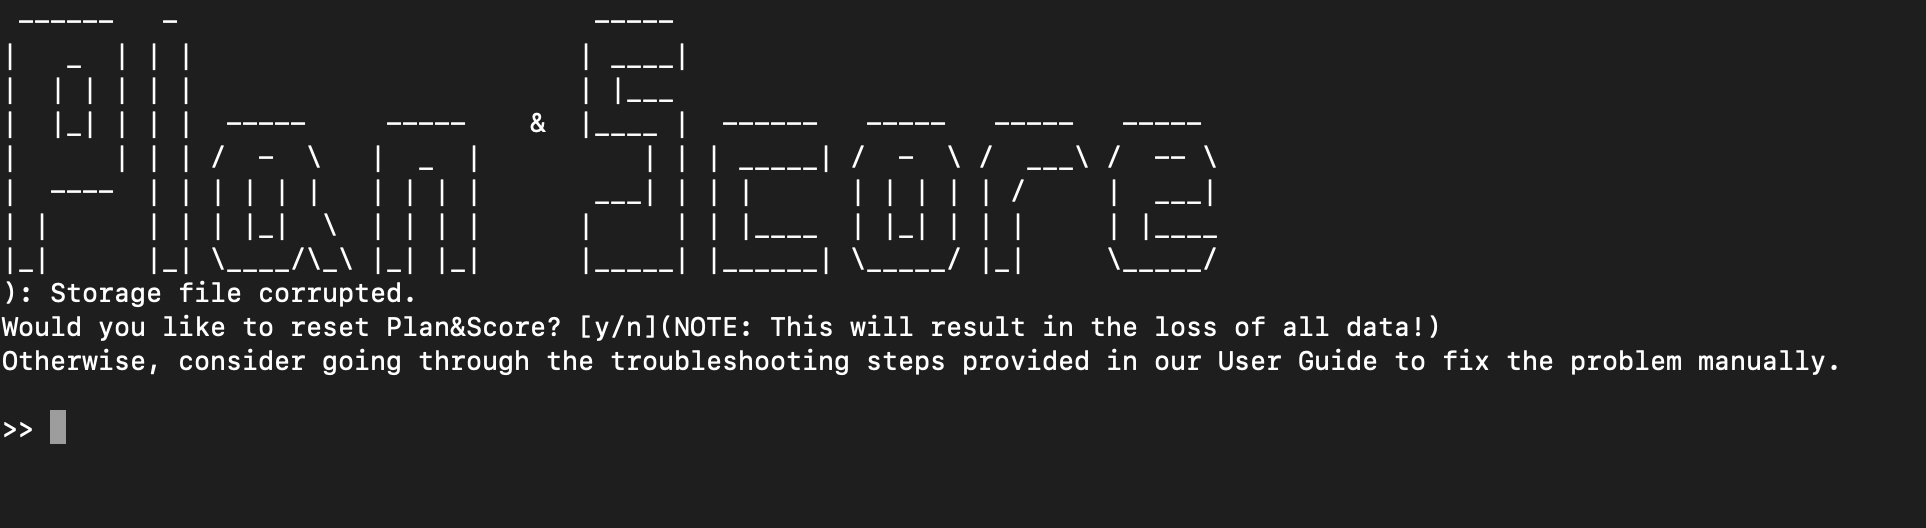 Plan & Score
): Storage file corrupted.
Would you like to reset Plan&Score? [y/n](NOTE: This will result in the loss of all data!)
Otherwise, consider going through the troubleshooting steps provided in our User Guide to fix the problem manually.
>>